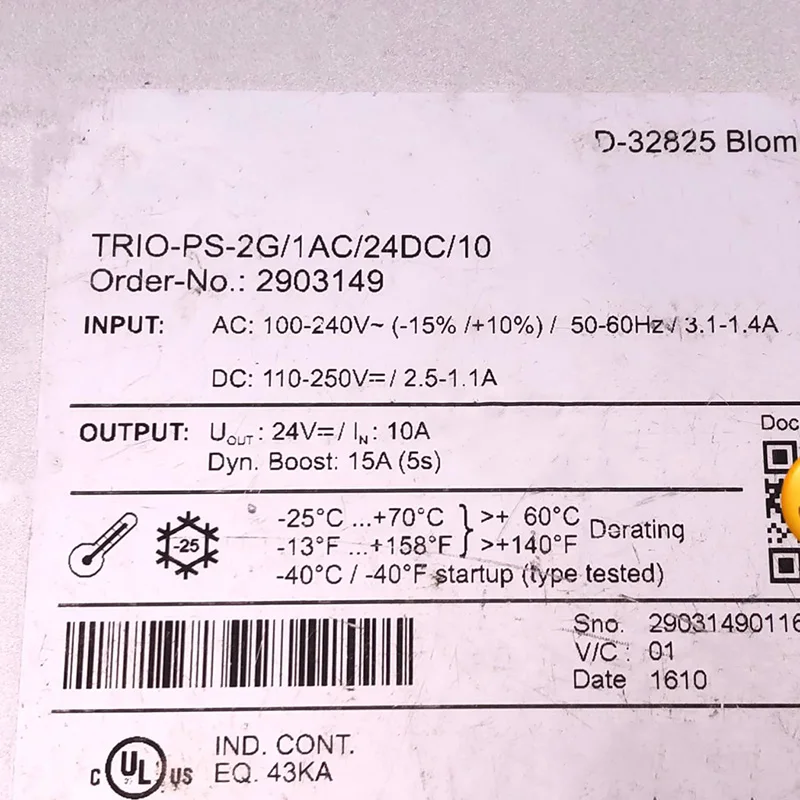 D-32825 Blom
TRIO-PS-2G/1AC/24DC/10
Order-No.: 2903149
INPUT: AC: 100-240V~ (-15% /+10%) / 50-60Hz / 3.1-1.4A
DC: 110-250V⎓ / 2.5-1.1A
OUTPUT: UOUT : 24V⎓ / IN : 10A
Dyn. Boost: 15A (5s)
Doc
-25°C ...+70°C } >+ 60°C Derating
-25
-13°F ...+158°F } >+140°F
-40°C / -40°F startup (type tested)
Sno. 29031490116
V/C : 01
Date 1610
IND. CONT.
C UL US EQ. 43KA